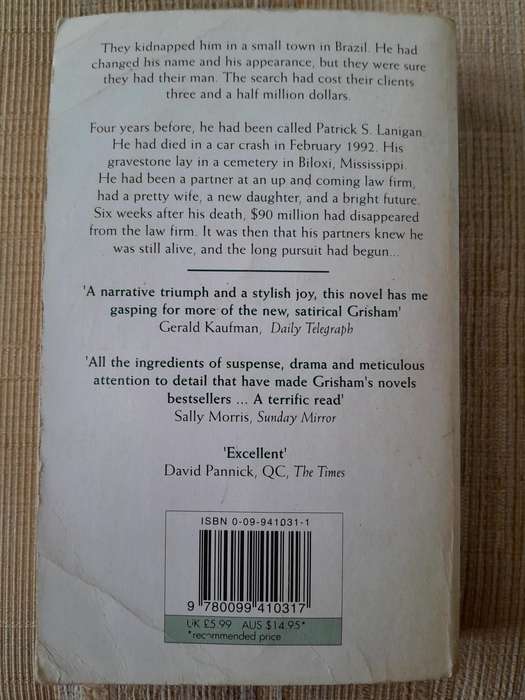 They kidnapped him in a small town in Brazil. He had
changed his name and his appearance, but they were sure
they had their man. The search had cost their clients
three and a half million dollars.
Four years before, he had been called Patrick S. Lanigan.
He had died in a car crash in February 1992. His
gravestone lay in a cemetery in Biloxi, Mississippi.
He had been a partner at an up and coming law firm,
had a pretty wife, a new daughter, and a bright future.
Six weeks after his death, $90 million had disappeared
from the law firm. It was then that his partners knew he
was still alive, and the long pursuit had begun...
'A narrative triumph and a stylish joy, this novel has me
gasping for more of the new, satirical Grisham'
Gerald Kaufman, Daily Telegraph
'All the ingredients of suspense, drama and meticulous
attention to detail that have made Grisham's novels
bestsellers ... A terrific read'
Sally Morris, Sunday Mirror
'Excellent'
David Pannick, QC, The Times
ISBN 0-09-941031-1
9 780099 410317
UK £5.99 AUS $14.95*
*recommended price